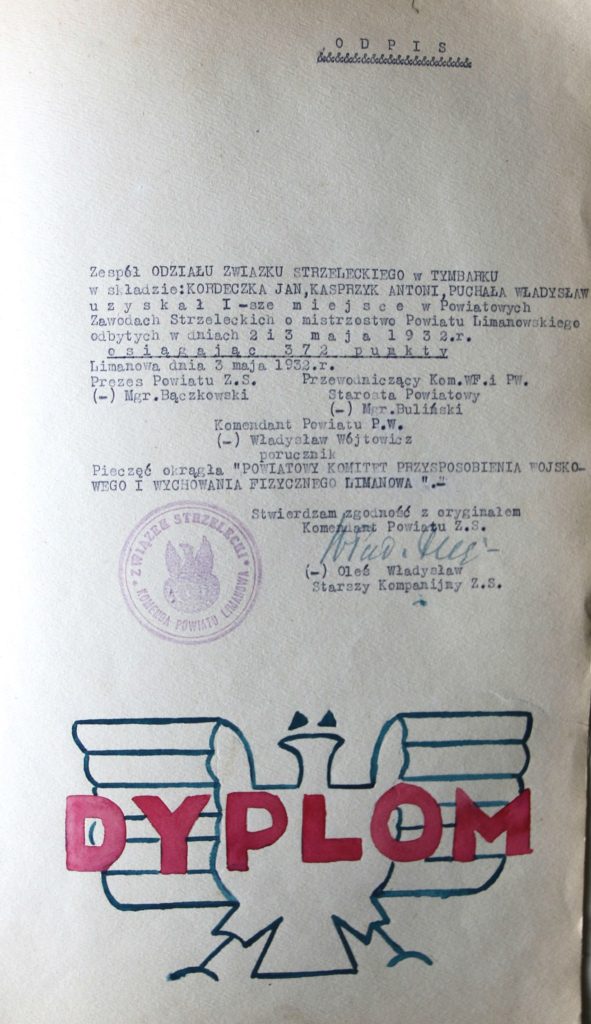 ODPIS
Zespół ODZIAŁU ZWIAZKU STRZELECKIEGO w TYMBARKU
w składzie:KORDECZKA JAN,KASPRZYK ANTONI,PUCHAŁA WŁADYSŁAW
uzyskał I-sze miejsce w Powiatowych
Zawodach Strzeleckich o mistrzostwo Powiatu Limanowskiego
odbytych w dniach 2 i 3 maja 1932.r.
osiągając 372 punkty
Limanowa dnia 3 maja 1932.r.
Prezes Powiatu Z.S. Przewodniczący Kom.WF.i PW.
(-) Mgr.Bączkowski Starosta Powiatowy
(-) Mgr.Buliński
Komendant Powiatu P.W.
(-) Władysław Wójtowicz
porucznik
Pieczęć okrągła "POWIATOWY KOMITET PRZYSPOSOBIENIA WOJSKO-
WEGO I WYCHOWANIA FIZYCZNEGO LIMANOWA ".-
Stwierdzam zgodność z oryginałem
Komendant Powiatu Z.S.
(-) Oleś Władysław
Starszy Kompanijny Z.S.
ZWIĄZEK STRZELECKI
KOMENDA POWIATU LIMANOWA
DYPLOM